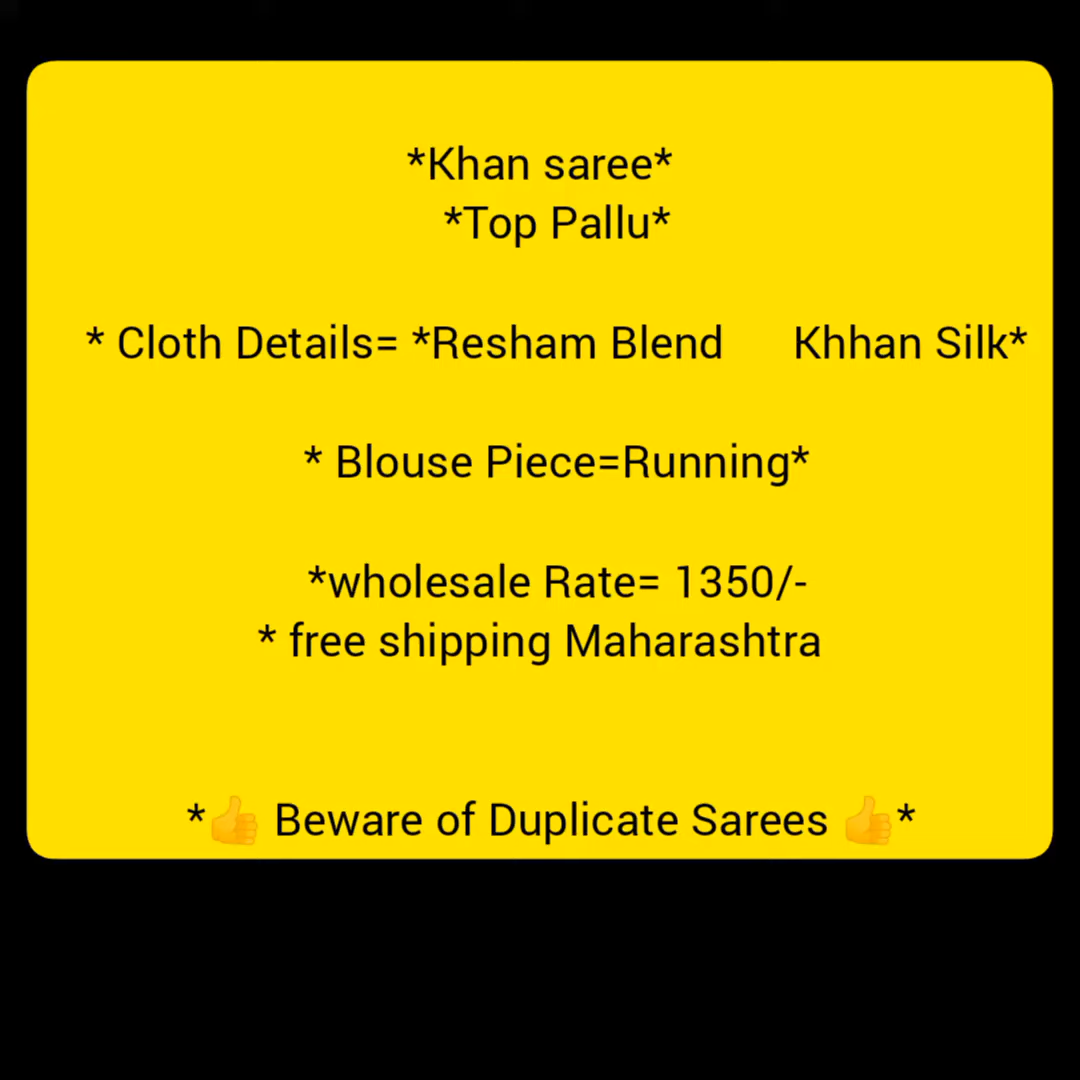 *Khan saree*
*Top Pallu*
* Cloth Details= *Resham Blend Khhan Silk*
* Blouse Piece=Running*
*wholesale Rate= 1350/-
* free shipping Maharashtra
*👍 Beware of Duplicate Sarees 👍*